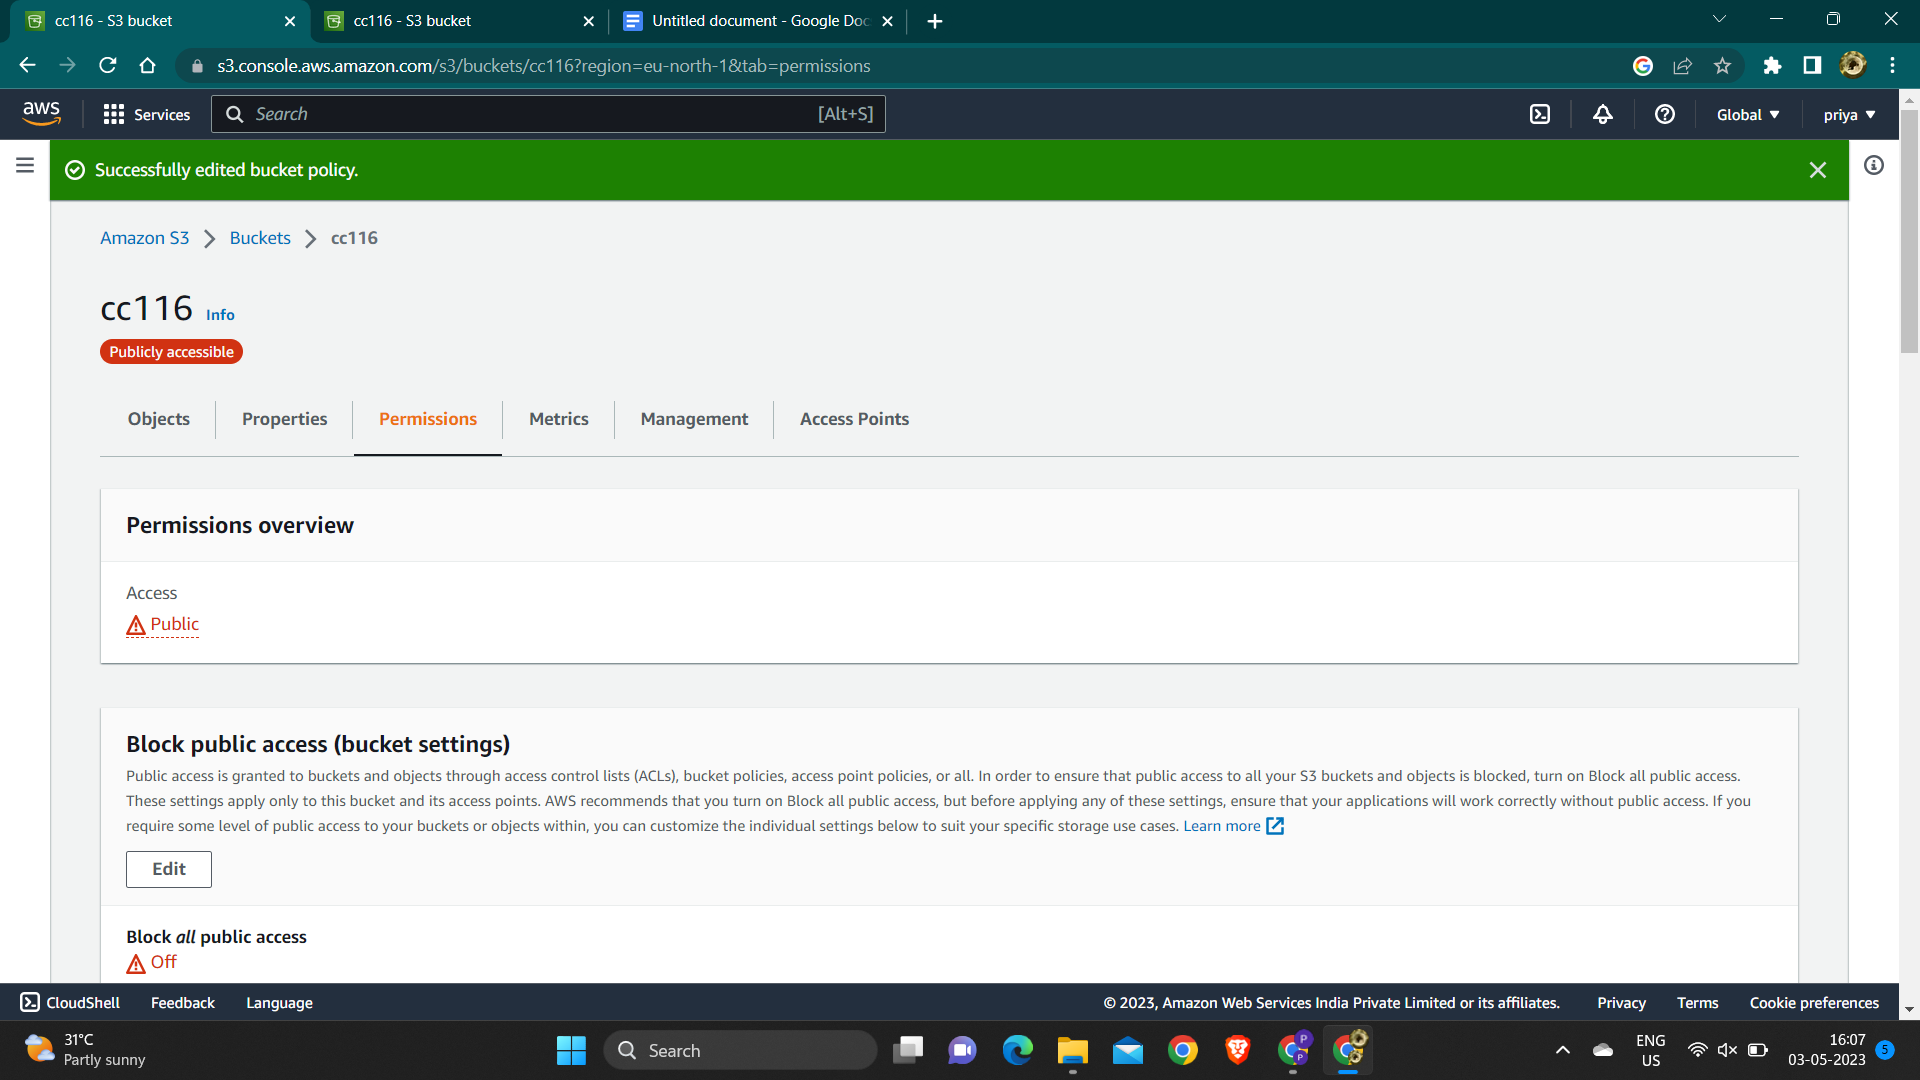 cc116 - S3 bucket
cc116 - S3 bucket
Untitled document - Google Doc
s3.console.aws.amazon.com/s3/buckets/cc116?region=eu-north-1&tab=permissions
aws
Services
Search
[Alt+S]
Global
priya
Successfully edited bucket policy.
Amazon S3
Buckets
cc116
cc116
Info
Publicly accessible
Objects
Properties
Permissions
Metrics
Management
Access Points
Permissions overview
Access
Public
Block public access (bucket settings)
Public access is granted to buckets and objects through access control lists (ACLs), bucket policies, access point policies, or all. In order to ensure that public access to all your S3 buckets and objects is blocked, turn on Block all public access.
These settings apply only to this bucket and its access points. AWS recommends that you turn on Block all public access, but before applying any of these settings, ensure that your applications will work correctly without public access. If you
require some level of public access to your buckets or objects within, you can customize the individual settings below to suit your specific storage use cases. Learn more
Edit
Block all public access
Off
CloudShell
Feedback
Language
© 2023, Amazon Web Services India Private Limited or its affiliates.
Privacy
Terms
Cookie preferences
31°C
Partly sunny
Search
P
P
ENG
US
16:07
03-05-2023
5